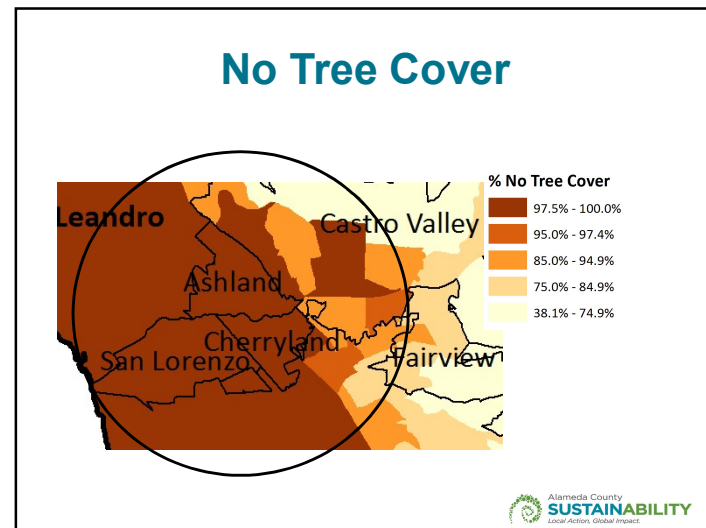 No Tree Cover
% No Tree Cover
97.5% - 100.0%
95.0% - 97.4%
85.0% - 94.9%
75.0% - 84.9%
38.1% - 74.9%
Leandro
Castro Valley
Ashland
Cherryland
San Lorenzo
Fairview
Alameda County
SUSTAINABILITY
Local Action, Global Impact.